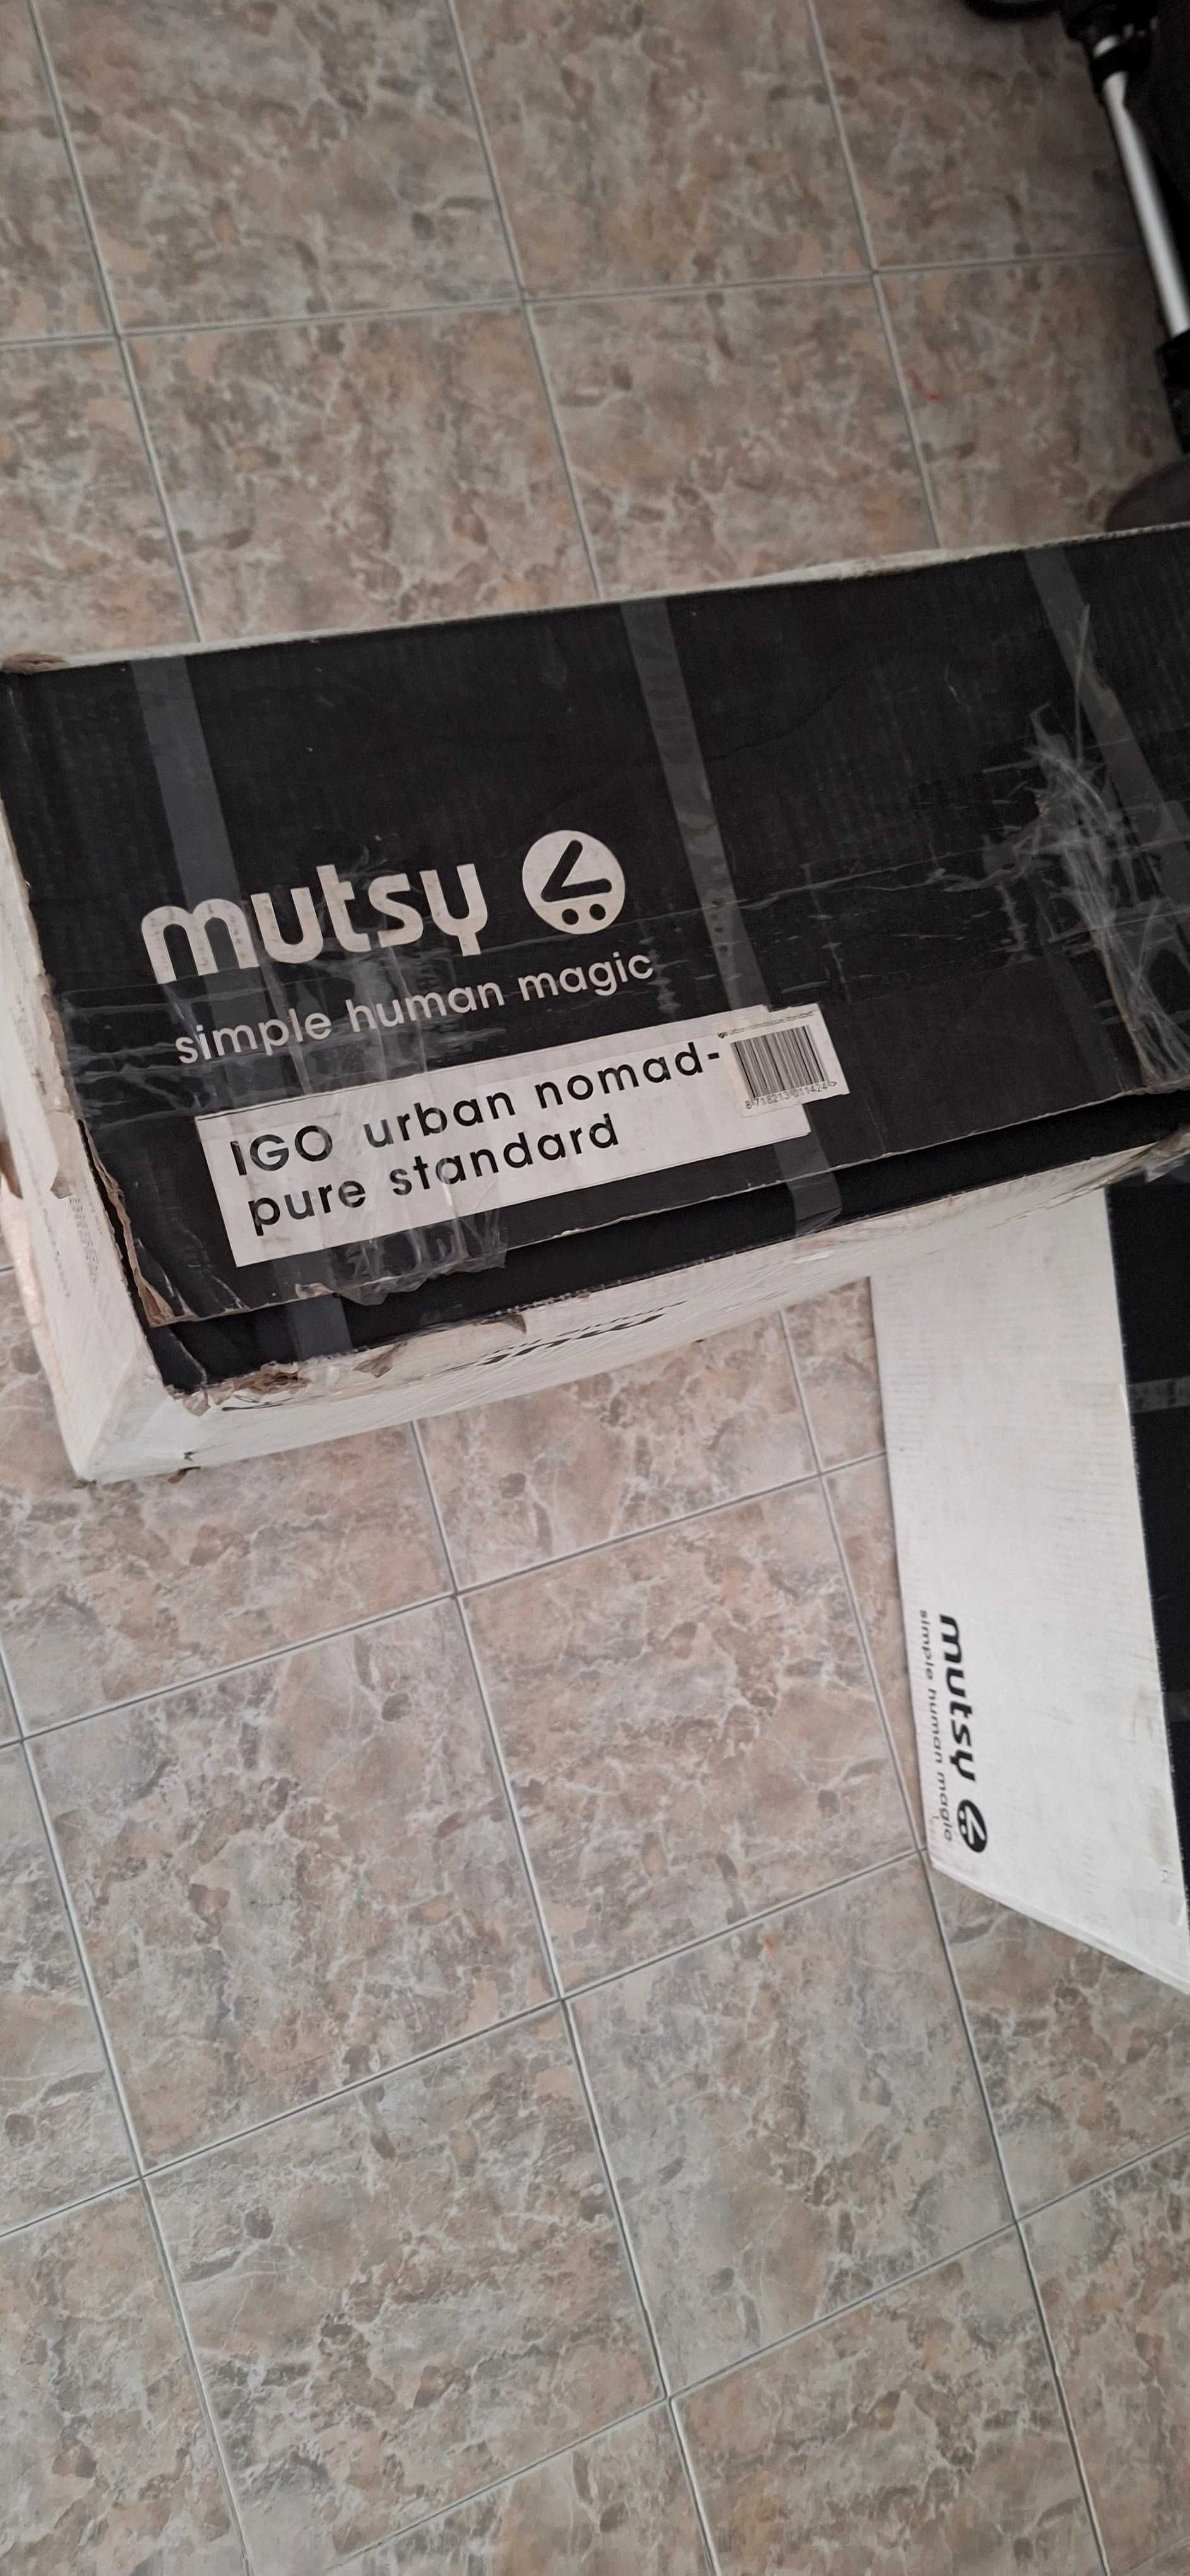 mutsy
simple human magic
IGO urban nomad-
pure standard
mutsy
simple human magic